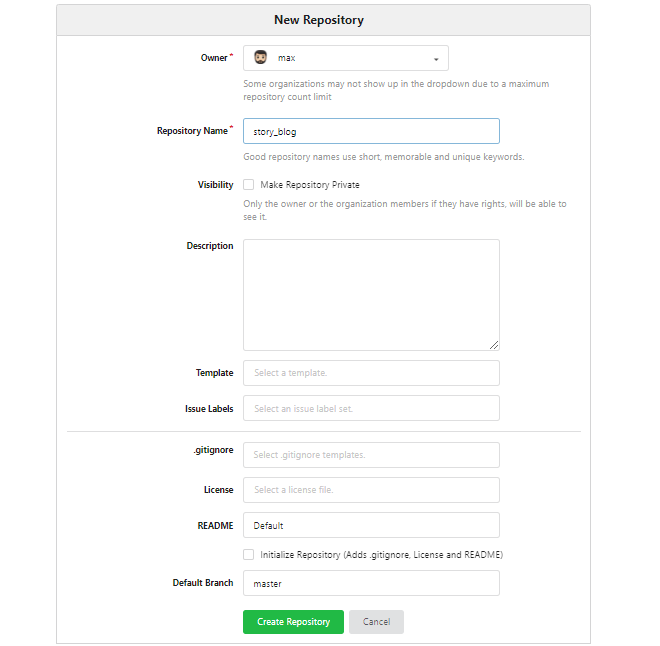 New Repository
Owner*
max
Some organizations may not show up in the dropdown due to a maximum
repository count limit
Repository Name*
story_blog
Good repository names use short, memorable and unique keywords.
Visibility
Make Repository Private
Only the owner or the organization members if they have rights, will be able to
see it.
Description
Template
Select a template.
Issue Labels
Select an issue label set.
.gitignore
Select .gitignore templates.
License
Select a license file.
README
Default
Initialize Repository (Adds .gitignore, License and README)
Default Branch
master
Create Repository
Cancel